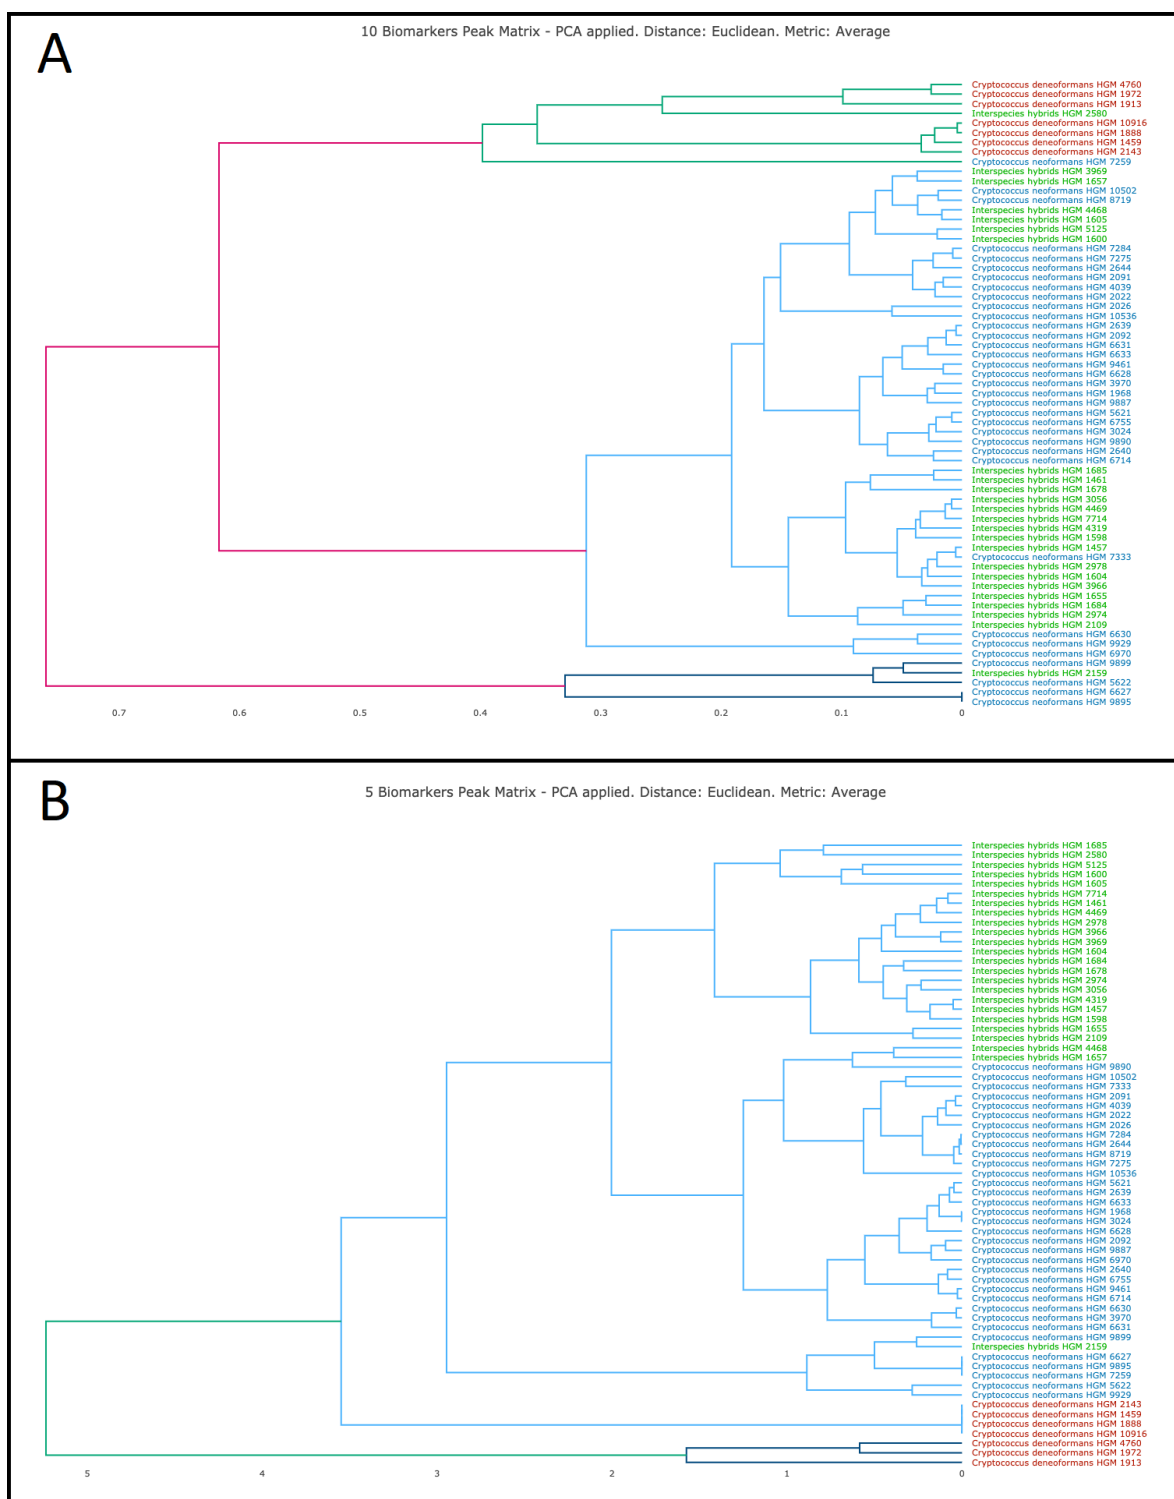 A
10 Biomarkers Peak Matrix - PCA applied. Distance: Euclidean. Metric: Average
Cryptococcus deneoformans HGM 4760
Cryptococcus deneoformans HGM 1972
Cryptococcus deneoformans HGM 1913
Interspecies hybrids HGM 2580
Cryptococcus deneoformans HGM 10916
Cryptococcus deneoformans HGM 1888
Cryptococcus deneoformans HGM 1459
Cryptococcus deneoformans HGM 2143
Cryptococcus neoformans HGM 7259
Interspecies hybrids HGM 3969
Interspecies hybrids HGM 1657
Cryptococcus neoformans HGM 10502
Cryptococcus neoformans HGM 8719
Interspecies hybrids HGM 4468
Interspecies hybrids HGM 1605
Interspecies hybrids HGM 5125
Interspecies hybrids HGM 1600
Cryptococcus neoformans HGM 7284
Cryptococcus neoformans HGM 7275
Cryptococcus neoformans HGM 2644
Cryptococcus neoformans HGM 2091
Cryptococcus neoformans HGM 4039
Cryptococcus neoformans HGM 2022
Cryptococcus neoformans HGM 2026
Cryptococcus neoformans HGM 10536
Cryptococcus neoformans HGM 2639
Cryptococcus neoformans HGM 2092
Cryptococcus neoformans HGM 6631
Cryptococcus neoformans HGM 6633
Cryptococcus neoformans HGM 9461
Cryptococcus neoformans HGM 6628
Cryptococcus neoformans HGM 3970
Cryptococcus neoformans HGM 1968
Cryptococcus neoformans HGM 9887
Cryptococcus neoformans HGM 5621
Cryptococcus neoformans HGM 6755
Cryptococcus neoformans HGM 3024
Cryptococcus neoformans HGM 9890
Cryptococcus neoformans HGM 2640
Cryptococcus neoformans HGM 6714
Interspecies hybrids HGM 1685
Interspecies hybrids HGM 1461
Interspecies hybrids HGM 1678
Interspecies hybrids HGM 3056
Interspecies hybrids HGM 4469
Interspecies hybrids HGM 7714
Interspecies hybrids HGM 4319
Interspecies hybrids HGM 1598
Interspecies hybrids HGM 1457
Cryptococcus neoformans HGM 7333
Interspecies hybrids HGM 2978
Interspecies hybrids HGM 1604
Interspecies hybrids HGM 3966
Interspecies hybrids HGM 1655
Interspecies hybrids HGM 1684
Interspecies hybrids HGM 2974
Interspecies hybrids HGM 2109
Cryptococcus neoformans HGM 6630
Cryptococcus neoformans HGM 9929
Cryptococcus neoformans HGM 6970
Cryptococcus neoformans HGM 9899
Interspecies hybrids HGM 2159
Cryptococcus neoformans HGM 5622
Cryptococcus neoformans HGM 6627
Cryptococcus neoformans HGM 9895
0.7 0.6 0.5 0.4 0.3 0.2 0.1 0
B
5 Biomarkers Peak Matrix - PCA applied. Distance: Euclidean. Metric: Average
Interspecies hybrids HGM 1685
Interspecies hybrids HGM 2580
Interspecies hybrids HGM 5125
Interspecies hybrids HGM 1600
Interspecies hybrids HGM 1605
Interspecies hybrids HGM 7714
Interspecies hybrids HGM 1461
Interspecies hybrids HGM 4469
Interspecies hybrids HGM 2978
Interspecies hybrids HGM 3966
Interspecies hybrids HGM 3969
Interspecies hybrids HGM 1604
Interspecies hybrids HGM 1684
Interspecies hybrids HGM 1678
Interspecies hybrids HGM 2974
Interspecies hybrids HGM 3056
Interspecies hybrids HGM 4319
Interspecies hybrids HGM 1457
Interspecies hybrids HGM 1598
Interspecies hybrids HGM 1655
Interspecies hybrids HGM 2109
Interspecies hybrids HGM 4468
Interspecies hybrids HGM 1657
Cryptococcus neoformans HGM 9890
Cryptococcus neoformans HGM 10502
Cryptococcus neoformans HGM 7333
Cryptococcus neoformans HGM 2091
Cryptococcus neoformans HGM 4039
Cryptococcus neoformans HGM 2022
Cryptococcus neoformans HGM 2026
Cryptococcus neoformans HGM 7284
Cryptococcus neoformans HGM 2644
Cryptococcus neoformans HGM 8719
Cryptococcus neoformans HGM 7275
Cryptococcus neoformans HGM 10536
Cryptococcus neoformans HGM 5621
Cryptococcus neoformans HGM 2639
Cryptococcus neoformans HGM 6633
Cryptococcus neoformans HGM 1968
Cryptococcus neoformans HGM 3024
Cryptococcus neoformans HGM 6628
Cryptococcus neoformans HGM 2092
Cryptococcus neoformans HGM 9887
Cryptococcus neoformans HGM 6970
Cryptococcus neoformans HGM 2640
Cryptococcus neoformans HGM 6755
Cryptococcus neoformans HGM 9461
Cryptococcus neoformans HGM 6714
Cryptococcus neoformans HGM 6630
Cryptococcus neoformans HGM 3970
Cryptococcus neoformans HGM 6631
Cryptococcus neoformans HGM 9899
Interspecies hybrids HGM 2159
Cryptococcus neoformans HGM 6627
Cryptococcus neoformans HGM 9895
Cryptococcus neoformans HGM 7259
Cryptococcus neoformans HGM 5622
Cryptococcus neoformans HGM 9929
Cryptococcus deneoformans HGM 2143
Cryptococcus deneoformans HGM 1459
Cryptococcus deneoformans HGM 1888
Cryptococcus deneoformans HGM 10916
Cryptococcus deneoformans HGM 4760
Cryptococcus deneoformans HGM 1972
Cryptococcus deneoformans HGM 1913
5 4 3 2 1 0